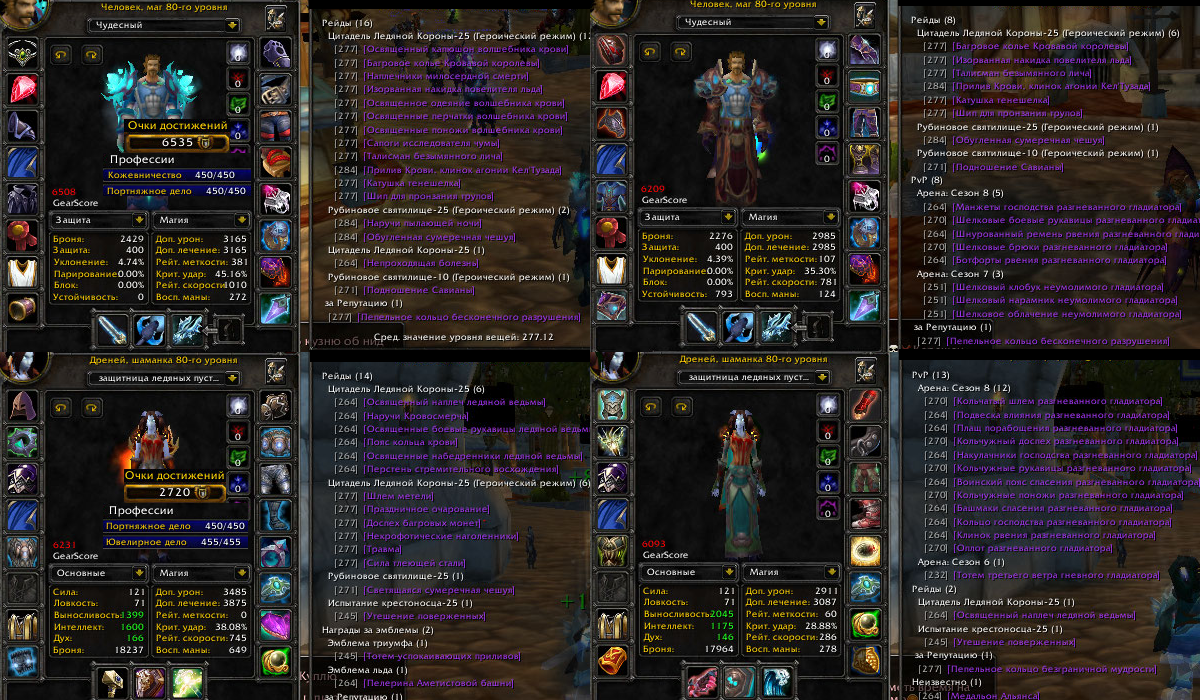 Человек, маг 80-го уровня
Чудесный
Очки достижений
6535
Профессии
Кожевничество 450/450
Портняжное дело 450/450
6508
GearScore
Защита
Магия
Броня: 2429
Защита: 400
Уклонение: 4.74%
Парирование: 0.00%
Блок: 0.00%
Устойчивость: 0
Доп. урон: 3165
Доп. лечение: 3165
Рейт. меткости: 381
Крит. удар: 45.16%
Рейт. скорости: 1010
Восп. маны: 272
Рейды (16)
Цитадель Ледяной Короны-25 (Героический режим)
[277] [Освященный капюшон волшебника крови]
[277] [Багровое колье Кровавой королевы]
[277] [Наплечники милосердной смерти]
[277] [Изорванная накидка повелителя льда]
[277] [Освященное одеяние волшебника крови]
[277] [Освященные перчатки волшебника крови]
[277] [Освященные поножи волшебника крови]
[277] [Сапоги исследователя чумы]
[277] [Талисман безымянного лича]
[284] [Прилив Крови, клинок агонии Кел'Тузада]
[277] [Катушка тенешелка]
[277] [Шип для пронзания трупов]
Рубиновое святилище-25 (Героический режим) (2)
[284] [Наручи пылающей ночи]
[284] [Обугленная сумеречная чешуя]
Цитадель Ледяной Короны-25 (1)
[264] [Непроходящая болезнь]
Рубиновое святилище-10 (Героический режим) (1)
[271] [Подношение Савианы]
за Репутацию (1)
[277] [Пепельное кольцо бесконечного разрушения]
Сред. значение уровня вещей: 277.12
Человек, маг 80-го уровня
Чудесный
6209
GearScore
Защита
Магия
Броня: 2276
Защита: 400
Уклонение: 4.39%
Парирование: 0.00%
Блок: 0.00%
Устойчивость: 793
Доп. урон: 2985
Доп. лечение: 2985
Рейт. меткости: 107
Крит. удар: 35.30%
Рейт. скорости: 781
Восп. маны: 124
Рейды (8)
Цитадель Ледяной Короны-25 (Героический режим) (6)
[277] [Багровое колье Кровавой королевы]
[277] [Изорванная накидка повелителя льда]
[277] [Талисман безымянного лича]
[284] [Прилив Крови, клинок агонии Кел'Тузада]
[277] [Катушка тенешелка]
[277] [Шип для пронзания трупов]
Рубиновое святилище-25 (Героический режим) (1)
[284] [Обугленная сумеречная чешуя]
Рубиновое святилище-10 (Героический режим) (1)
[271] [Подношение Савианы]
PvP (8)
Арена: Сезон 8 (5)
[264] [Манжеты господства разгневанного гладиатора]
[270] [Шелковые боевые рукавицы разгневанного гладиа
[264] [Шнурованный ремень рвения разгневанного глади
[270] [Шелковые брюки разгневанного гладиатора]
[264] [Ботфорты рвения разгневанного гладиатора]
Арена: Сезон 7 (3)
[251] [Шелковый клобук неумолимого гладиатора]
[251] [Шелковый нарамник неумолимого гладиатора]
[251] [Шелковое облачение неумолимого гладиатора]
за Репутацию (1)
[277] [Пепельное кольцо бесконечного разрушения]
Дреней, шаманка 80-го уровня
защитница ледяных пуст...
Очки достижений
2720
Профессии
Портняжное дело 450/450
Ювелирное дело 455/455
6231
GearScore
Основные
Магия
Сила: 121
Ловкость: 71
Выносливость: 1399
Интеллект: 1600
Дух: 166
Броня: 18237
Доп. урон: 3485
Доп. лечение: 3875
Рейт. меткости: 0
Крит. удар: 38.08%
Рейт. скорости: 745
Восп. маны: 649
Рейды (14)
Цитадель Ледяной Короны-25 (6)
[264] [Освященный наплеч ледяной ведьмы]
[264] [Наручи Кровосмерча]
[264] [Освященные боевые рукавицы ледяной ведьм
[264] [Пояс кольца крови]
[264] [Освященные набедренники ледяной ведьмы]
[264] [Перстень стремительного восхождения]
Цитадель Ледяной Короны-25 (Героический режим) (6)
[277] [Шлем метели]
[277] [Праздничное очарование]
[277] [Доспех багровых монет]
[277] [Некрофотические наголенники]
[277] [Травма]
[277] [Сила тлеющей стали]
Рубиновое святилище-25 (1)
[271] [Светящаяся сумеречная чешуя]
Испытание крестоносца-25 (1)
[245] [Утешение поверженных]
Награды за эмблемы (2)
Эмблема триумфа (1)
[245] [Тотем успокаивающих приливов]
Эмблема льда (1)
[264] [Пелерина Аметистовой башни]
за Репутацию (1)
Дреней, шаманка 80-го уровня
защитница ледяных пуст...
6093
GearScore
Основные
Магия
Сила: 121
Ловкость: 71
Выносливость: 2045
Интеллект: 1175
Дух: 146
Броня: 17964
Доп. урон: 2911
Доп. лечение: 3087
Рейт. меткости: 60
Крит. удар: 28.88%
Рейт. скорости: 286
Восп. маны: 278
PvP (13)
Арена: Сезон 8 (12)
[270] [Кольчатый шлем разгневанного гладиатора]
[264] [Подвеска влияния разгневанного гладиатора]
[264] [Плащ порабощения разгневанного гладиатора]
[270] [Кольчужный доспех разгневанного гладиатора]
[264] [Накулачники господства разгневанного гладиатора]
[270] [Кольчужные рукавицы разгневанного гладиатора]
[264] [Воинский пояс спасения разгневанного гладиатора]
[270] [Кольчужные поножи разгневанного гладиатора]
[264] [Башмаки спасения разгневанного гладиатора]
[264] [Кольцо господства разгневанного гладиатора]
[264] [Клинок рвения разгневанного гладиатора]
[270] [Оплот разгневанного гладиатора]
Арена: Сезон 6 (1)
[232] [Тотем третьего ветра гневного гладиатора]
Рейды (2)
Цитадель Ледяной Короны-25 (1)
[264] [Освященный наплеч ледяной ведьмы]
Испытание крестоносца-25 (1)
[245] [Утешение поверженных]
за Репутацию (1)
[277] [Пепельное кольцо безграничной мудрости]
Неизвестно (1)
[264] [Медальон Альянса]